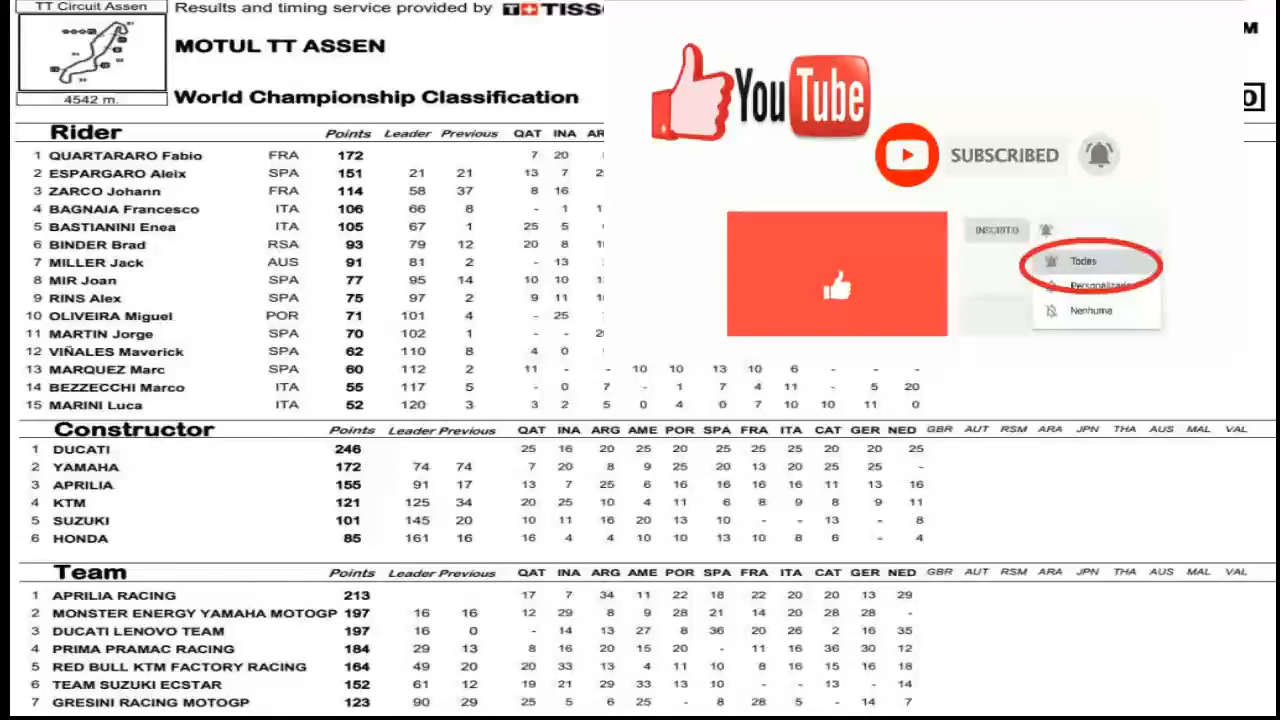 TT Circuit Assen
Results and timing service provided by TISS
M
MOTUL TT ASSEN
4542 m.
World Championship Classification
YouTube
SUBSCRIBED
INSCRITO
Todas
Nenhuma
Rider Points Leader Previous QAT INA AR
1 QUARTARARO Fabio FRA 172 7 20
2 ESPARGARO Aleix SPA 151 21 21 13 7
3 ZARCO Johann FRA 114 58 37 8 16
4 BAGNAIA Francesco ITA 106 66 8 - 1
5 BASTIANINI Enea ITA 105 67 1 25 5
6 BINDER Brad RSA 93 79 12 20 8
7 MILLER Jack AUS 91 81 2 - 13
8 MIR Joan SPA 77 95 14 10 10
9 RINS Alex SPA 75 97 2 9 11
10 OLIVEIRA Miguel POR 71 101 4 - 25
11 MARTIN Jorge SPA 70 102 1 - -
12 VIÑALES Maverick SPA 62 110 8 4 0
13 MARQUEZ Marc SPA 60 112 2 11 - - 10 10 13 10 6 - - -
14 BEZZECCHI Marco ITA 55 117 5 - 0 7 - 1 7 4 11 - 5 20
15 MARINI Luca ITA 52 120 3 3 2 5 0 4 0 7 10 10 11 0
Constructor Points Leader Previous QAT INA ARG AME POR SPA FRA ITA CAT GER NED GBR AUT RSM ARA JPN THA AUS MAL VAL
1 DUCATI 246 25 16 20 25 20 25 25 25 20 20 25
2 YAMAHA 172 74 74 7 20 8 9 25 20 13 20 25 25 -
3 APRILIA 155 91 17 13 7 25 6 16 16 16 16 11 13 16
4 KTM 121 125 34 20 25 10 4 11 6 8 9 8 9 11
5 SUZUKI 101 145 20 10 11 16 20 13 10 - - 13 - 8
6 HONDA 85 161 16 16 4 4 10 10 13 10 8 6 - 4
Team Points Leader Previous QAT INA ARG AME POR SPA FRA ITA CAT GER NED GBR AUT RSM ARA JPN THA AUS MAL VAL
1 APRILIA RACING 213 17 7 34 11 22 18 22 20 20 13 29
2 MONSTER ENERGY YAMAHA MOTOGP 197 16 16 12 29 8 9 28 21 14 20 28 28 -
3 DUCATI LENOVO TEAM 197 16 0 - 14 13 27 8 36 20 26 2 16 35
4 PRIMA PRAMAC RACING 184 29 13 8 16 20 15 20 - 11 16 36 30 12
5 RED BULL KTM FACTORY RACING 164 49 20 20 33 13 4 11 10 8 16 15 16 18
6 TEAM SUZUKI ECSTAR 152 61 12 19 21 29 33 13 10 - - 13 - 14
7 GRESINI RACING MOTOGP 123 90 29 25 5 6 25 - 8 28 5 - 14 7